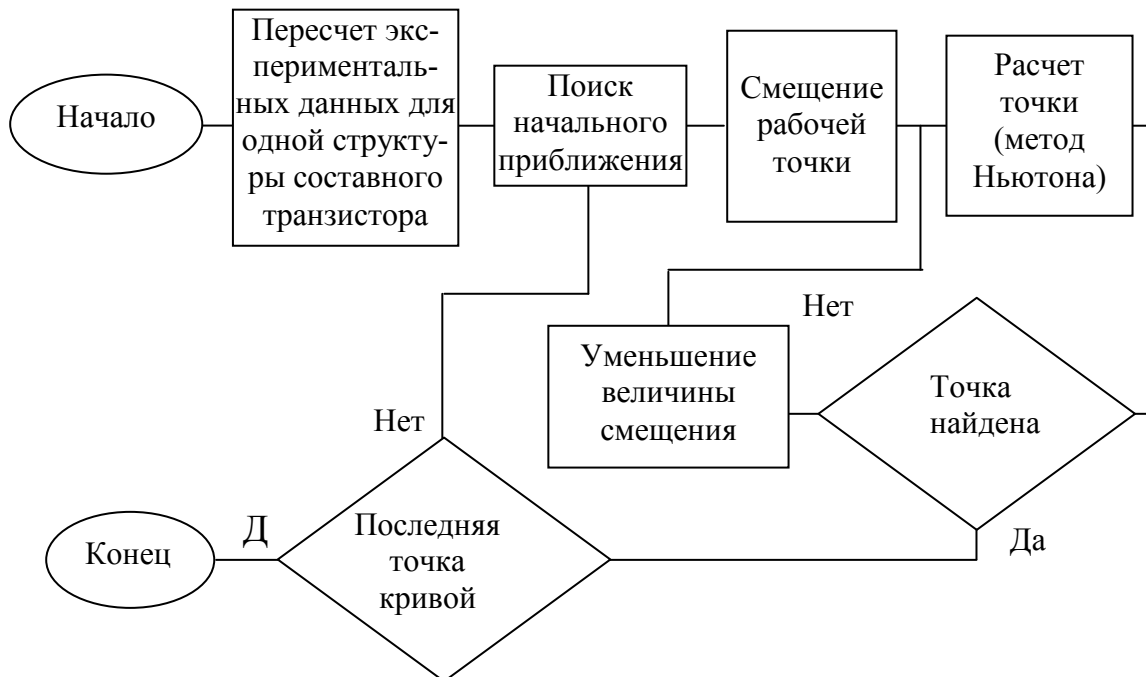 Начало
Пересчет экс-
перименталь-
ных данных для
одной структу-
ры составного
транзистора
Поиск
начального
приближения
Смещение
рабочей
точки
Расчет
точки
(метод
Ньютона)
Нет
Уменьшение
величины
смещения
Точка
найдена
Нет
Да
Д
Конец
Последняя
точка
кривой